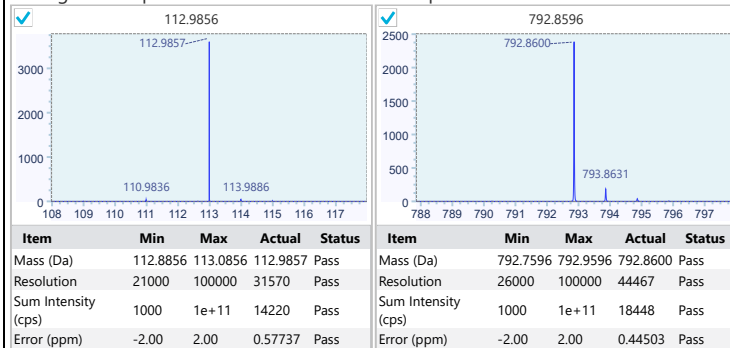 112.9856
112.9857
3000
2000
1000
0
110.9836
113.9886
108 109 110 111 112 113 114 115 116 117
Item Min Max Actual Status
Mass (Da) 112.8856 113.0856 112.9857 Pass
Resolution 21000 100000 31570 Pass
Sum Intensity (cps) 1000 1e+11 14220 Pass
Error (ppm) -2.00 2.00 0.57737 Pass
792.8596
2500
792.8600
2000
1500
1000
500
793.8631
0
788 789 790 791 792 793 794 795 796 797
Item Min Max Actual Status
Mass (Da) 792.7596 792.9596 792.8600 Pass
Resolution 26000 100000 44467 Pass
Sum Intensity (cps) 1000 1e+11 18448 Pass
Error (ppm) -2.00 2.00 0.44503 Pass